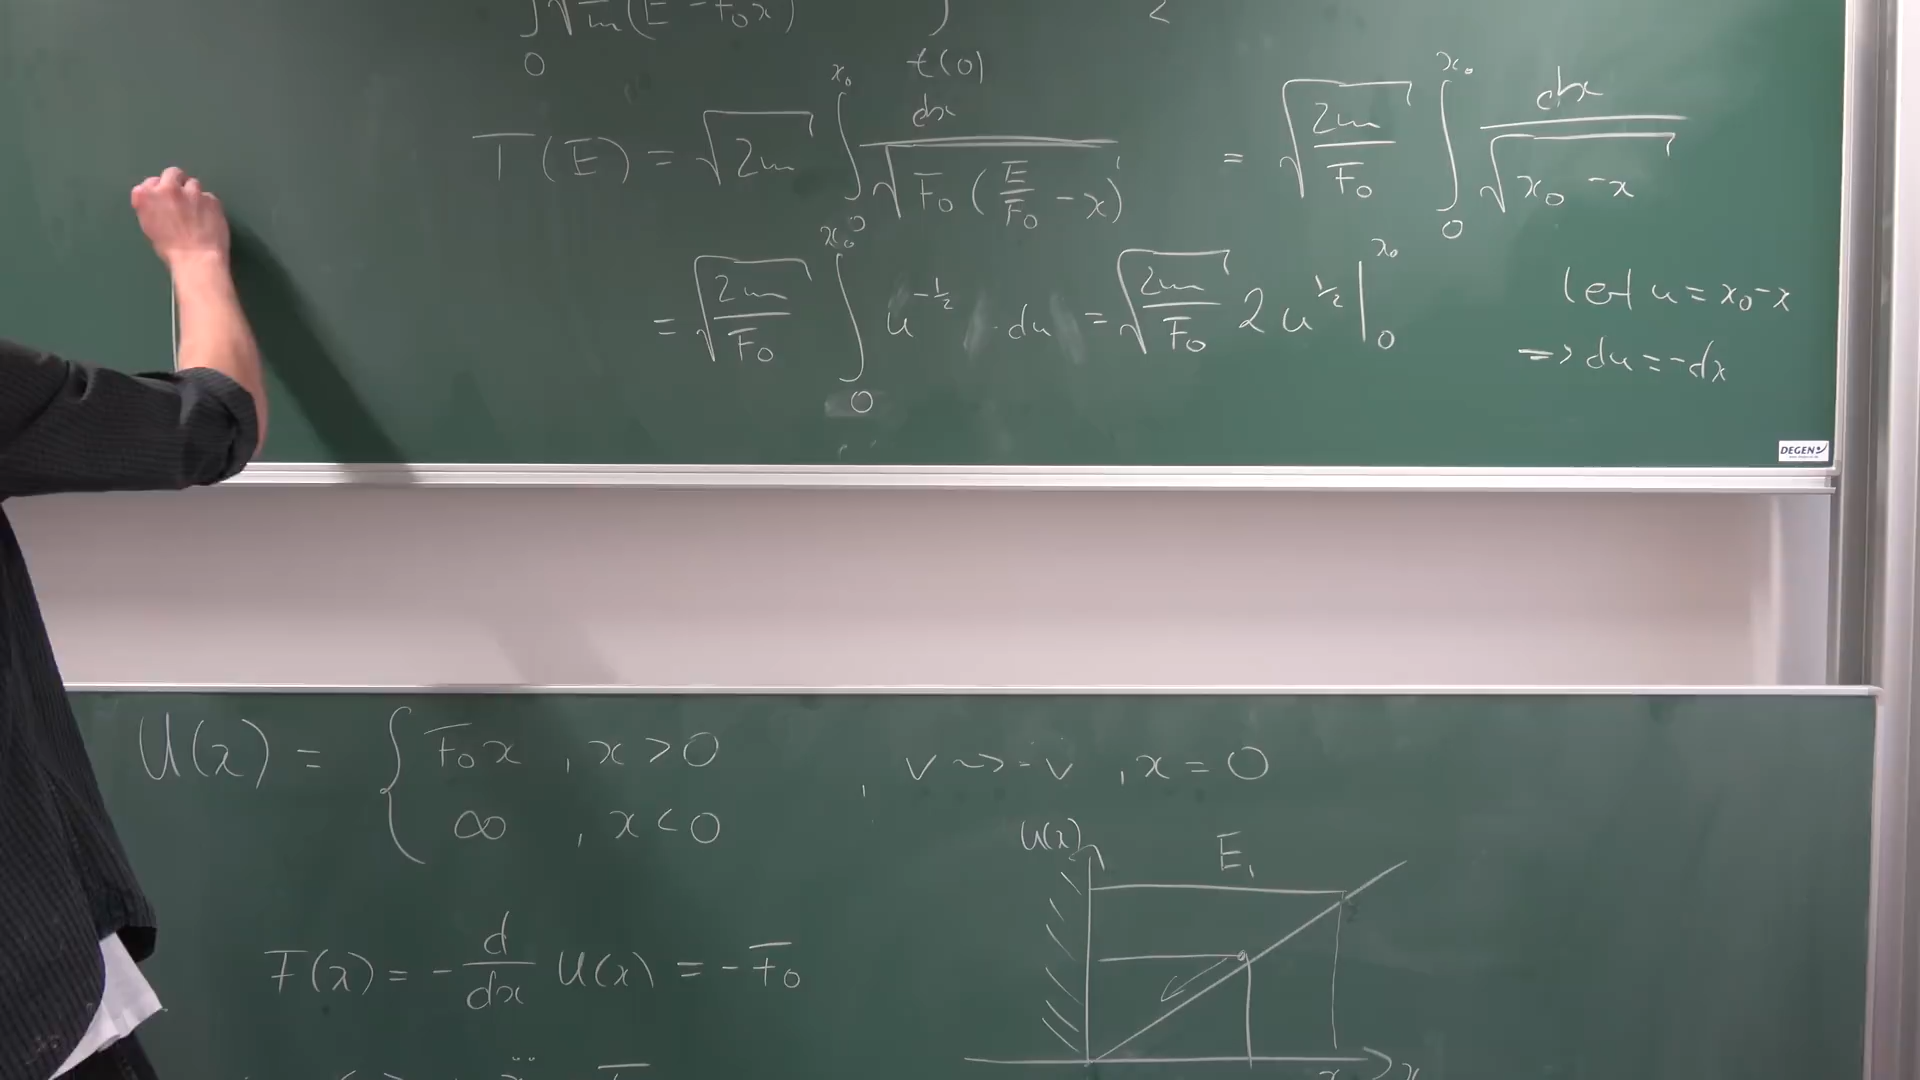 ∫ √m (E - F₀x)
0
t(0)
T(E) = √2m ∫₀^{x₀} dx / √(F₀(E/F₀ - x)) = √(2m/F₀) ∫₀^{x₀} dx / √(x₀ - x)
= √(2m/F₀) ∫₀^{x₀} u^{-1/2} · du = √(2m/F₀) 2u^{1/2} |₀^{x₀}
let u = x₀ - x
=> du = -dx
DEGEN
U(x) = { F₀x , x > 0
∞ , x < 0
, v ~> -v , x = 0
U(x)
E₁
F(x) = - d/dx U(x) = - F₀
x